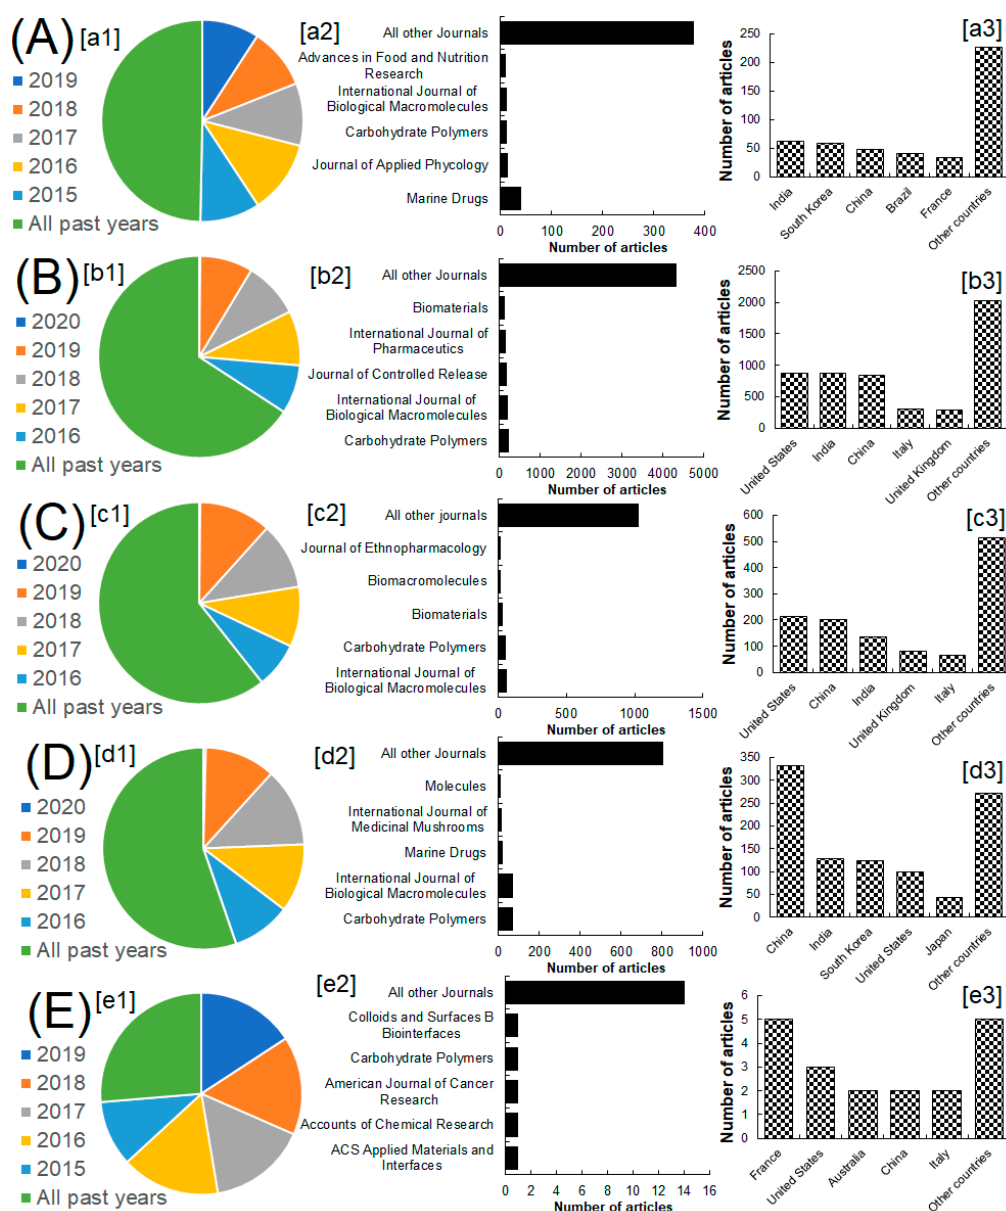 (A)
[a1]
2019
2018
2017
2016
2015
All past years
[a2]
All other Journals
Advances in Food and Nutrition
Research
International Journal of
Biological Macromolecules
Carbohydrate Polymers
Journal of Applied Phycology
Marine Drugs
0 100 200 300 400
Number of articles
[a3]
Number of articles
250
200
150
100
50
0
India
South Korea
China
Brazil
France
Other countries
(B)
[b1]
2020
2019
2018
2017
2016
All past years
[b2]
All other Journals
Biomaterials
International Journal of
Pharmaceutics
Journal of Controlled Release
International Journal of
Biological Macromolecules
Carbohydrate Polymers
0 1000 2000 3000 4000 5000
Number of articles
[b3]
Number of articles
2500
2000
1500
1000
500
0
United States
India
China
Italy
United Kingdom
Other countries
(C)
[c1]
2020
2019
2018
2017
2016
All past years
[c2]
All other journals
Journal of Ethnopharmacology
Biomacromolecules
Biomaterials
Carbohydrate Polymers
International Journal of
Biological Macromolecules
0 500 1000 1500
Number of articles
[c3]
Number of articles
600
500
400
300
200
100
0
United States
China
India
United Kingdom
Italy
Other countries
(D)
[d1]
2020
2019
2018
2017
2016
All past years
[d2]
All other Journals
Molecules
International Journal of
Medicinal Mushrooms
Marine Drugs
International Journal of
Biological Macromolecules
Carbohydrate Polymers
0 200 400 600 800 1000
Number of articles
[d3]
Number of articles
350
300
250
200
150
100
50
0
China
India
South Korea
United States
Japan
Other countries
(E)
[e1]
2019
2018
2017
2016
2015
All past years
[e2]
All other Journals
Colloids and Surfaces B
Biointerfaces
Carbohydrate Polymers
American Journal of Cancer
Research
Accounts of Chemical Research
ACS Applied Materials and
Interfaces
0 2 4 6 8 10 12 14 16
Number of articles
[e3]
Number of articles
6
5
4
3
2
1
0
France
United States
Australia
China
Italy
Other countries